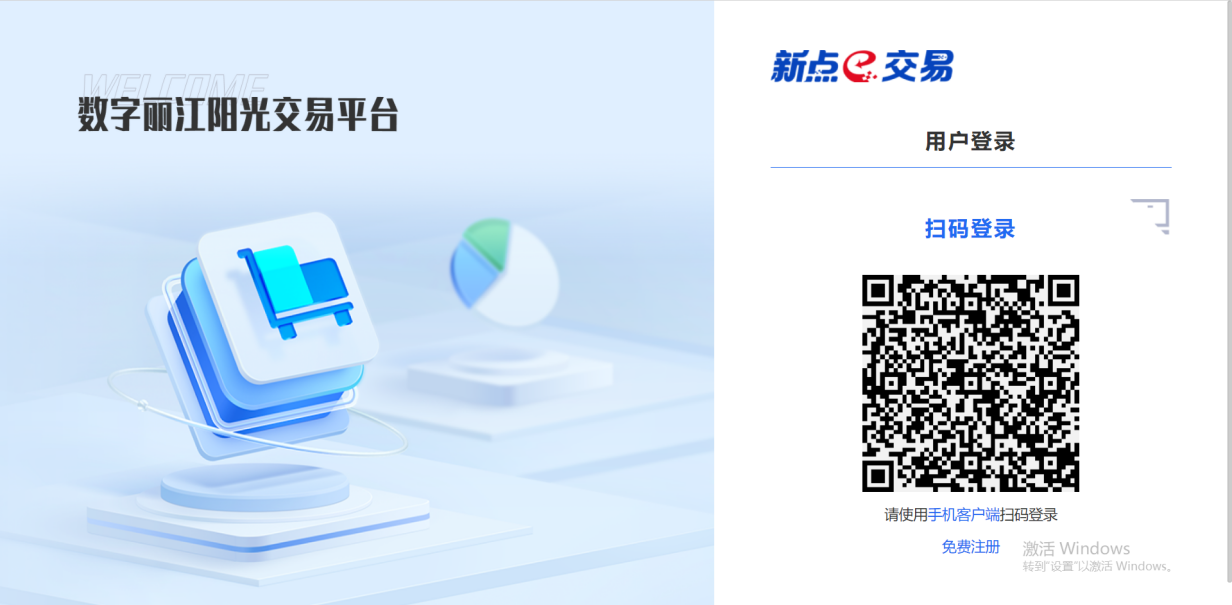 WELCOME
数字丽江阳光交易平台
新点e交易
用户登录
扫码登录
请使用手机客户端扫码登录
免费注册
激活 Windows
转到"设置"以激活 Windows。